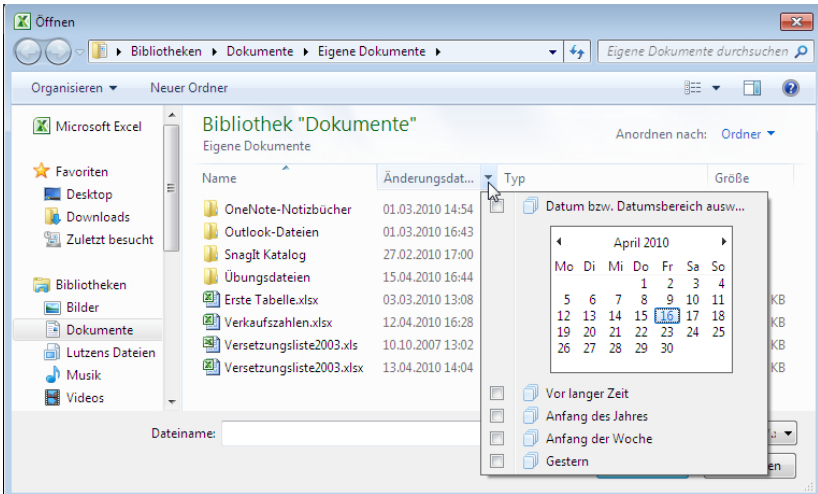 Öffnen
Bibliotheken Dokumente Eigene Dokumente Eigene Dokumente durchsuchen
Organisieren Neuer Ordner
Microsoft Excel
Favoriten
Desktop
Downloads
Zuletzt besucht
Bibliotheken
Bilder
Dokumente
Lutzens Dateien
Musik
Videos
Bibliothek "Dokumente"
Eigene Dokumente
Anordnen nach: Ordner
Name Änderungsdat... Typ Größe
OneNote-Notizbücher 01.03.2010 14:54
Outlook-Dateien 01.03.2010 16:43
SnagIt Katalog 27.02.2010 17:00
Übungsdateien 15.04.2010 16:44
Erste Tabelle.xlsx 03.03.2010 13:08 KB
Verkaufszahlen.xlsx 12.04.2010 16:28 KB
Versetzungsliste2003.xls 10.10.2007 13:02 KB
Versetzungsliste2003.xlsx 13.04.2010 14:04 KB
Datum bzw. Datumsbereich ausw...
April 2010
Mo Di Mi Do Fr Sa So
1 2 3 4
5 6 7 8 9 10 11
12 13 14 15 16 17 18
19 20 21 22 23 24 25
26 27 28 29 30
Vor langer Zeit
Anfang des Jahres
Anfang der Woche
Gestern
Dateiname:
en